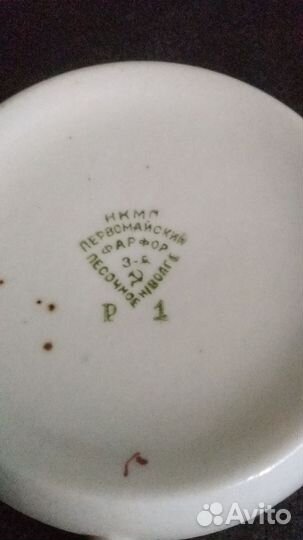 НКМП
ПЕРВОМАЙСКИЙ
ФАРФОР
З-Д
ПЕСОЧНОЕ Н/ВОЛГЕ
Р 1
Avito